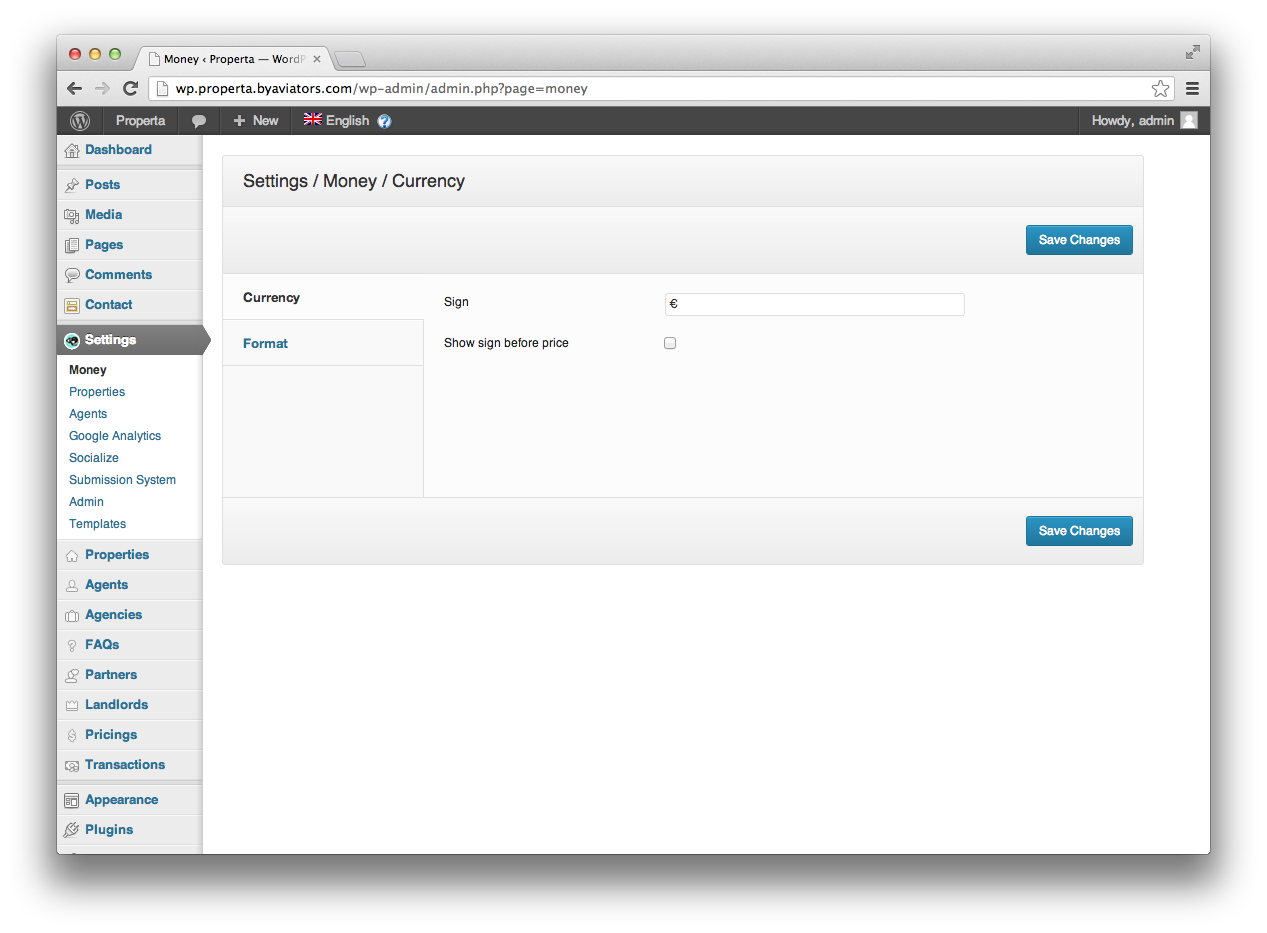 Money ‹ Properta — WordP
wp.properta.byaviators.com/wp-admin/admin.php?page=money
Properta New English ? Howdy, admin
Dashboard
Posts
Media
Pages
Comments
Contact
Settings
Money
Properties
Agents
Google Analytics
Socialize
Submission System
Admin
Templates
Properties
Agents
Agencies
FAQs
Partners
Landlords
Pricings
Transactions
Appearance
Plugins
Settings / Money / Currency
Save Changes
Currency
Format
Sign €
Show sign before price
Save Changes